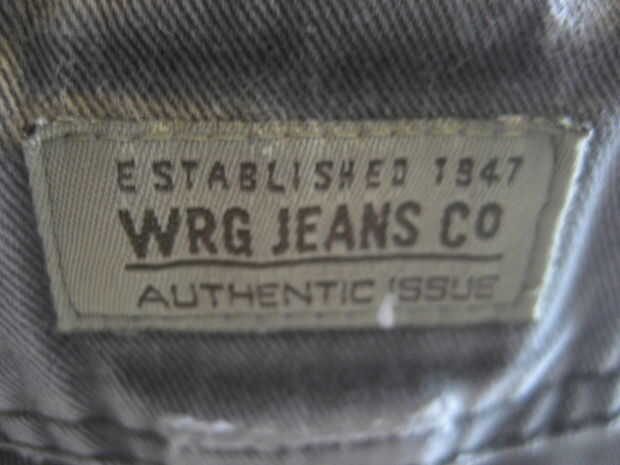 ESTABLISHED 1947
WRG JEANS CO
AUTHENTIC ISSUE